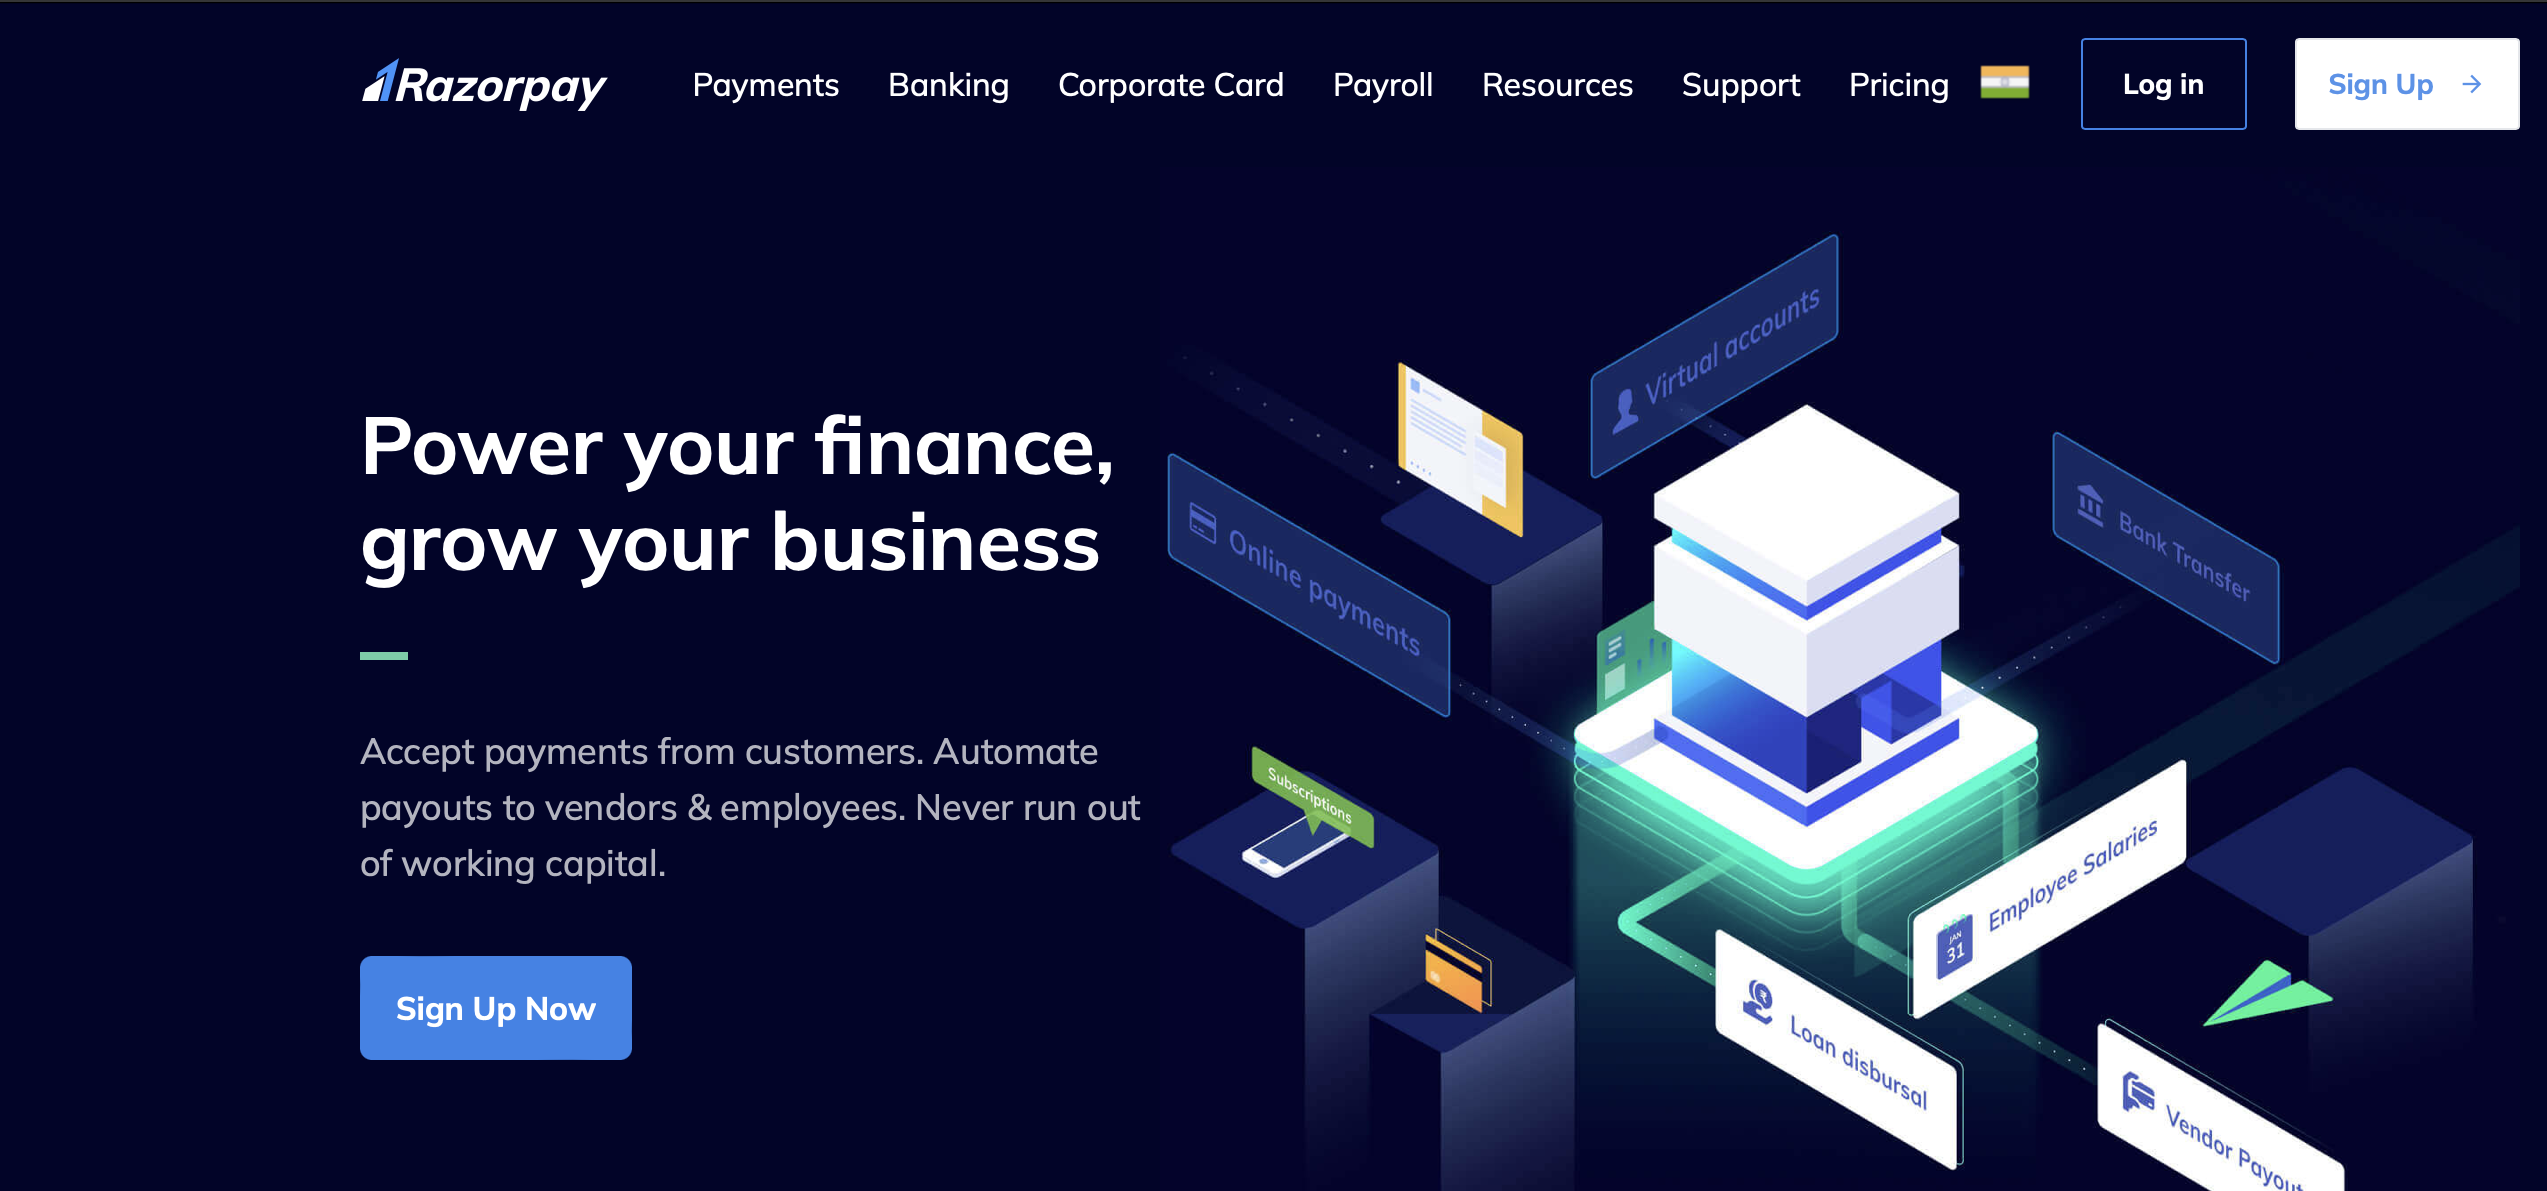 Razorpay
Payments
Banking
Corporate Card
Payroll
Resources
Support
Pricing
Log in
Sign Up
Power your finance,
grow your business
Accept payments from customers. Automate
payouts to vendors & employees. Never run out
of working capital.
Sign Up Now
Virtual accounts
Online payments
Bank Transfer
Subscriptions
Employee Salaries
JAN
31
₹
Loan disbursal
Vendor Payout